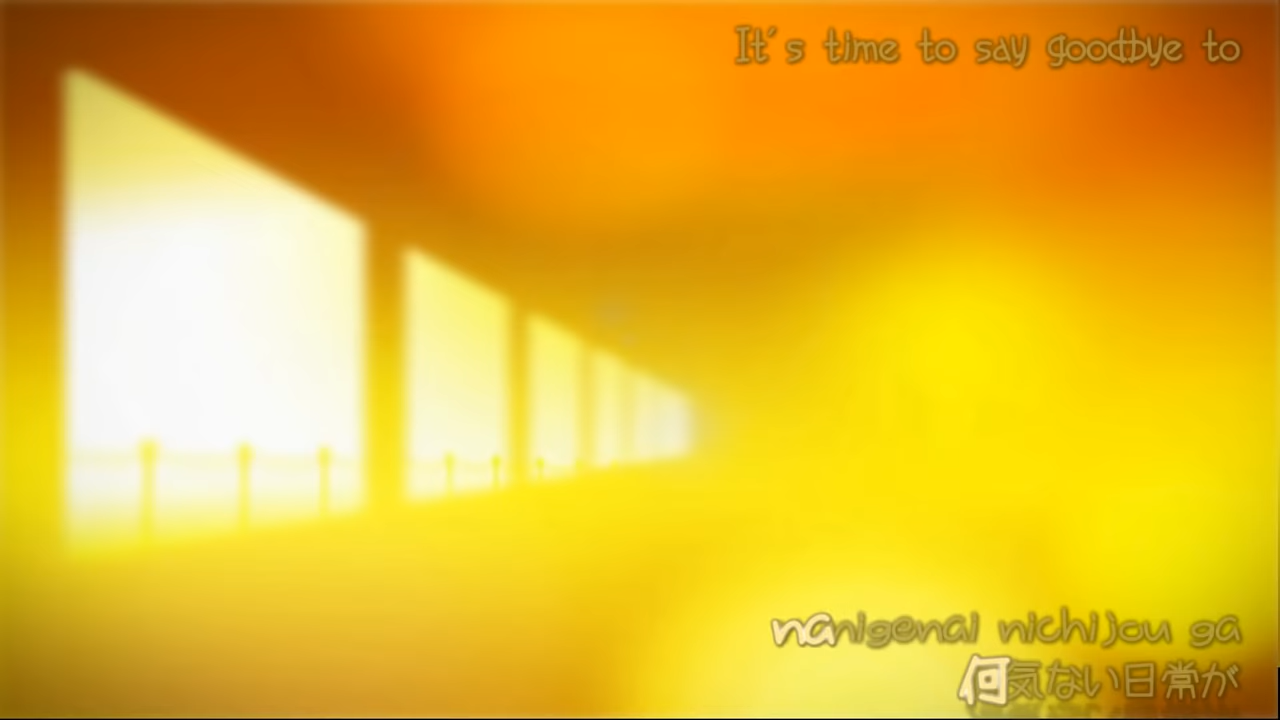 It's time to say goodbye to
nanigenai nichijou ga
何気ない日常が